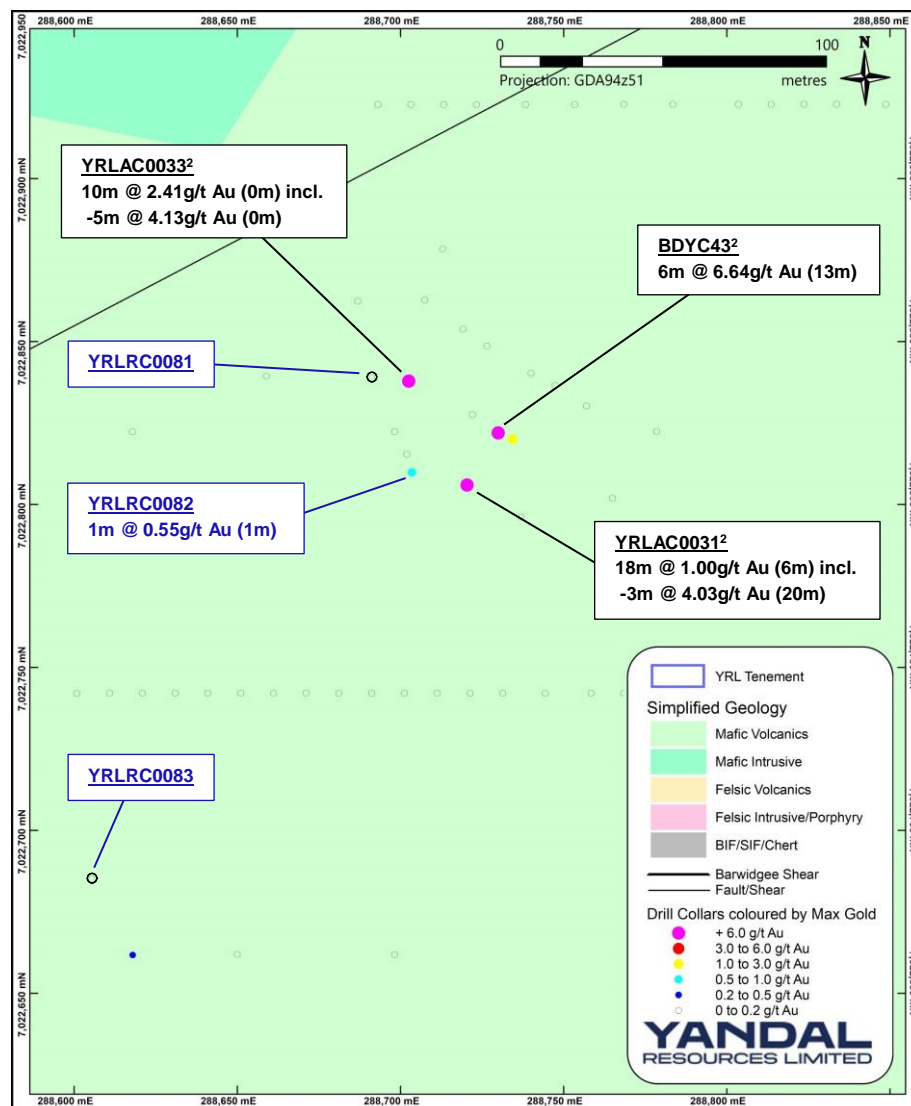 288,600 mE 288,650 mE 288,700 mE 288,750 mE 288,800 mE 288,850 mE
7,022,950
0 100
N
Projection: GDA94z51 metres
YRLAC0033²
10m @ 2.41g/t Au (0m) incl.
-5m @ 4.13g/t Au (0m)
7,022,900 mN
BDYC43²
6m @ 6.64g/t Au (13m)
7,022,850 mN
YRLRC0081
YRLRC0082
1m @ 0.55g/t Au (1m)
7,022,800 mN
YRLAC0031²
18m @ 1.00g/t Au (6m) incl.
-3m @ 4.03g/t Au (20m)
7,022,750 mN
YRLRC0083
7,022,700 mN
7,022,650 mN
YRL Tenement
Simplified Geology
Mafic Volcanics
Mafic Intrusive
Felsic Volcanics
Felsic Intrusive/Porphyry
BIF/SIF/Chert
Barwidgee Shear
Fault/Shear
Drill Collars coloured by Max Gold
+ 6.0 g/t Au
3.0 to 6.0 g/t Au
1.0 to 3.0 g/t Au
0.5 to 1.0 g/t Au
0.2 to 0.5 g/t Au
0 to 0.2 g/t Au
YANDAL
RESOURCES LIMITED
288,600 mE 288,650 mE 288,700 mE 288,750 mE 288,800 mE 288,850 mE